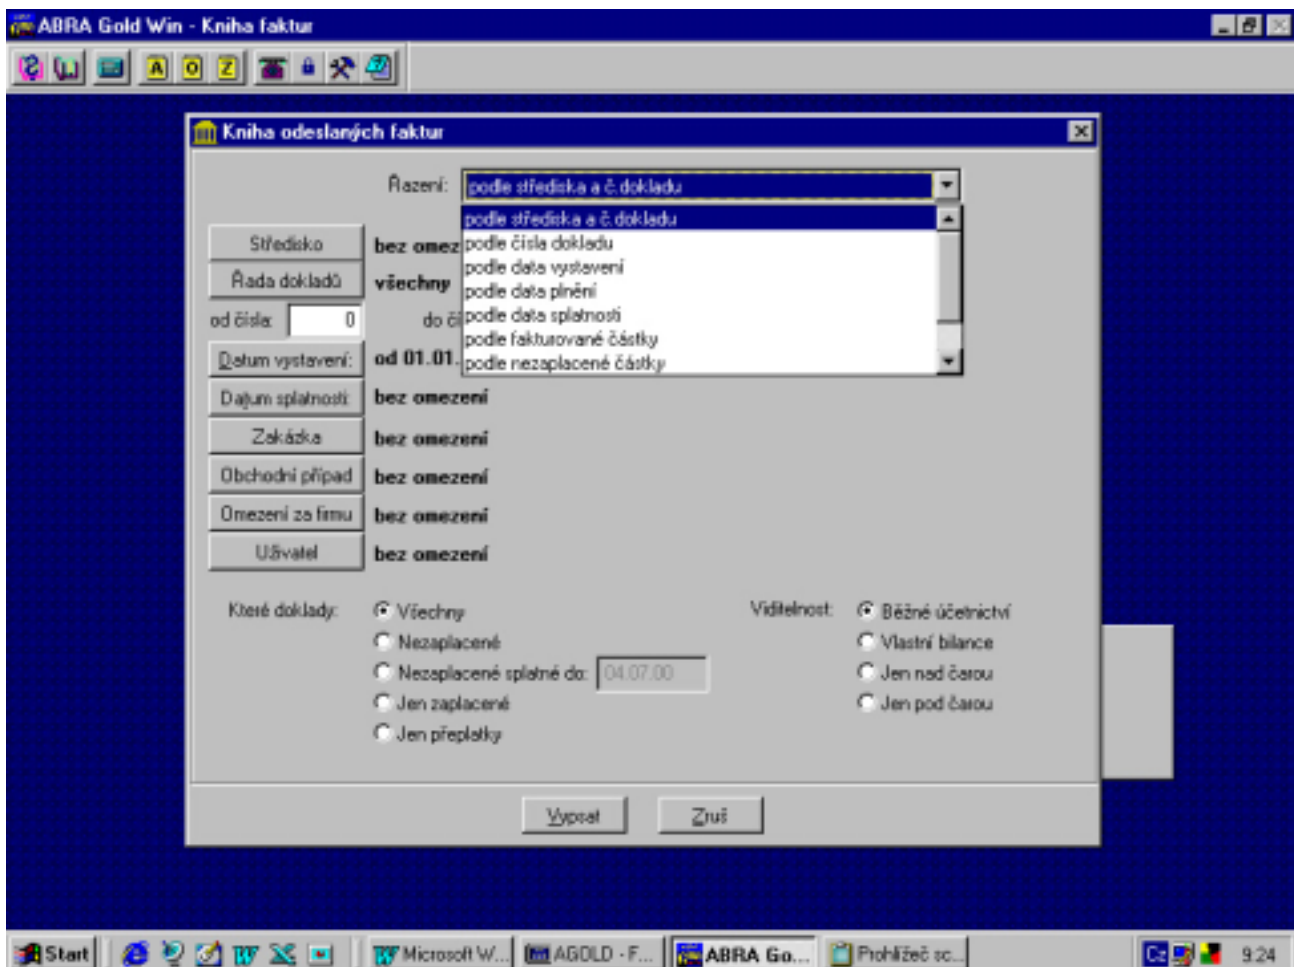 ABRA Gold Win - Kniha faktur
A O Z
Kniha odeslaných faktur
Řazení: podle střediska a č.dokladu
podle střediska a č.dokladu
Středisko bez omez podle čísla dokladu
podle data vystavení
Řada dokladů všechny podle data plnění
od čísla: 0 do čí podle data splatnosti
podle fakturované částky
Datum vystavení: od 01.01. podle nezaplacené částky
Datum splatnosti: bez omezení
Zakázka bez omezení
Obchodní případ bez omezení
Omezení za firmu bez omezení
Uživatel bez omezení
Které doklady: Všechny Viditelnost: Běžné účetnictví
Nezaplacené Vlastní bilance
Nezaplacené splatné do: 04.07.00 Jen nad čarou
Jen zaplacené Jen pod čarou
Jen přeplatky
Vypsat Zruš
Start Microsoft W... AGOLD - F... ABRA Go... Prohlížeč sc... Cz 9:24